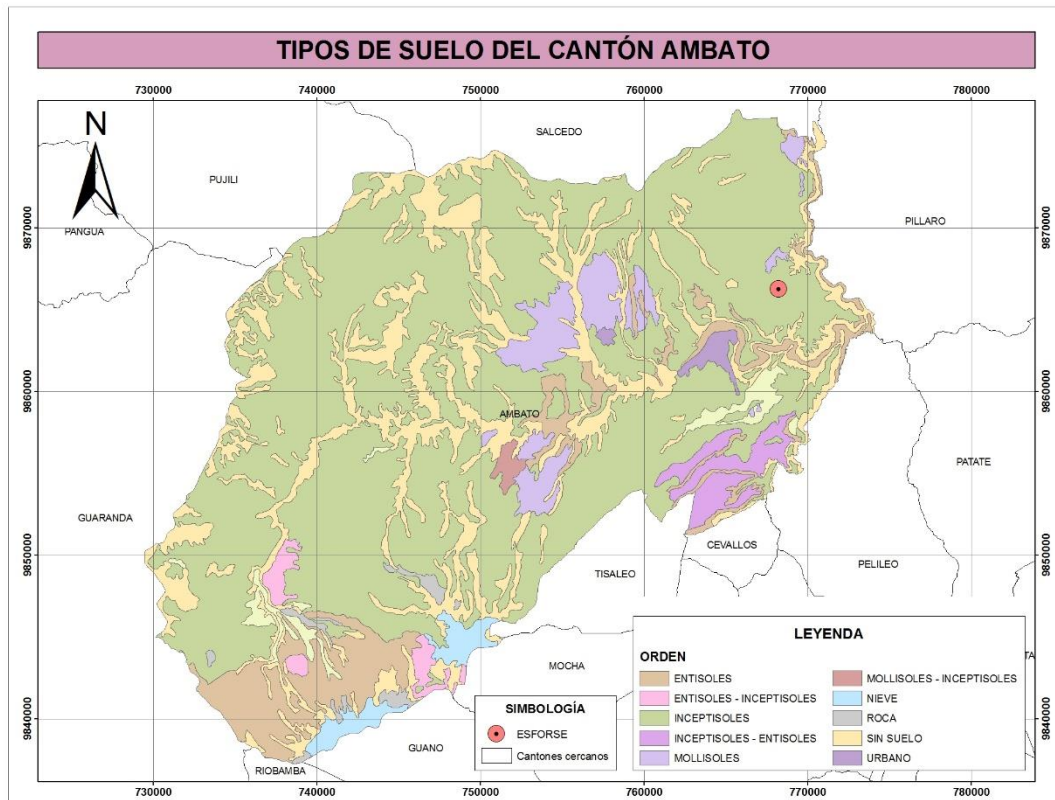 TIPOS DE SUELO DEL CANTÓN AMBATO
730000 740000 750000 760000 770000 780000
N
SALCEDO
PUJILI
PILLARO
PANGUA
9870000 9870000
9860000 9860000
AMBATO
PATATE
GUARANDA
CEVALLOS
9850000 9850000
PELILEO
TISALEO
MOCHA
GUANO
RIOBAMBA
9840000 9840000
SIMBOLOGÍA
ESFORSE
Cantones cercanos
LEYENDA
ORDEN
ENTISOLES
ENTISOLES - INCEPTISOLES
INCEPTISOLES
INCEPTISOLES - ENTISOLES
MOLLISOLES
MOLLISOLES - INCEPTISOLES
NIEVE
ROCA
SIN SUELO
URBANO
TA
730000 740000 750000 760000 770000 780000